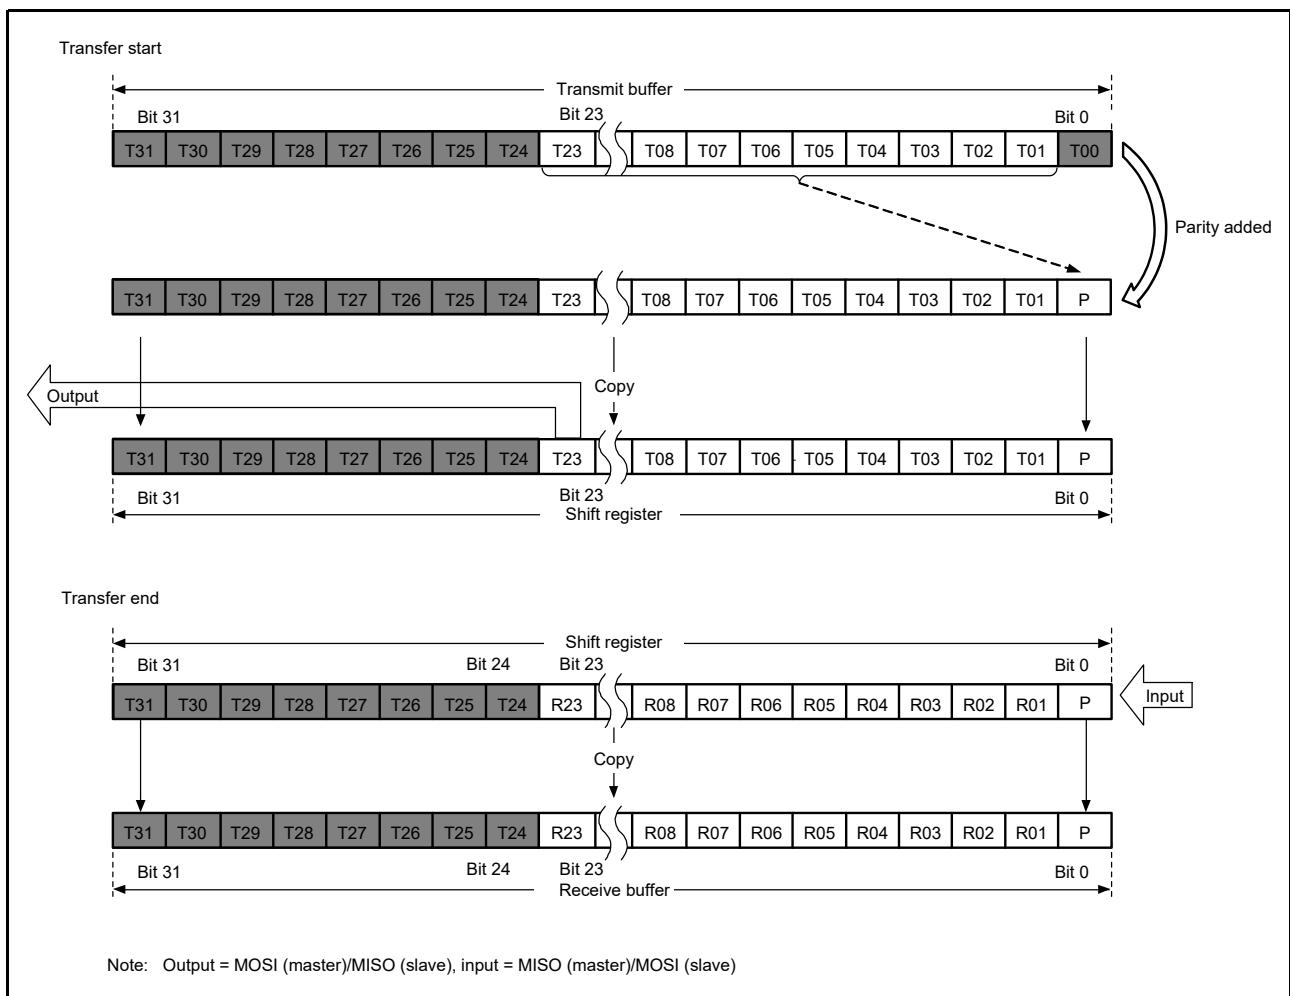 Transfer start
Transmit buffer
Bit 31 Bit 23 Bit 0
T31 T30 T29 T28 T27 T26 T25 T24 T23 T08 T07 T06 T05 T04 T03 T02 T01 T00
Parity added
T31 T30 T29 T28 T27 T26 T25 T24 T23 T08 T07 T06 T05 T04 T03 T02 T01 P
Copy
Output
T31 T30 T29 T28 T27 T26 T25 T24 T23 T08 T07 T06 T05 T04 T03 T02 T01 P
Bit 31 Bit 23 Bit 0
Shift register
Transfer end
Shift register
Bit 31 Bit 24 Bit 23 Bit 0
T31 T30 T29 T28 T27 T26 T25 T24 R23 R08 R07 R06 R05 R04 R03 R02 R01 P Input
Copy
T31 T30 T29 T28 T27 T26 T25 T24 R23 R08 R07 R06 R05 R04 R03 R02 R01 P
Bit 31 Bit 24 Bit 23 Bit 0
Receive buffer
Note: Output = MOSI (master)/MISO (slave), input = MISO (master)/MOSI (slave)